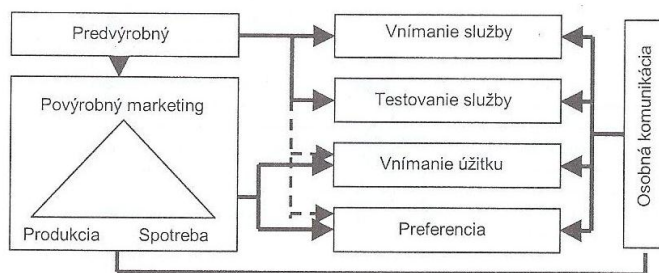 Predvýrobný
Povýrobný marketing
Produkcia
Spotreba
Vnímanie služby
Testovanie služby
Vnímanie úžitku
Preferencia
Osobná komunikácia